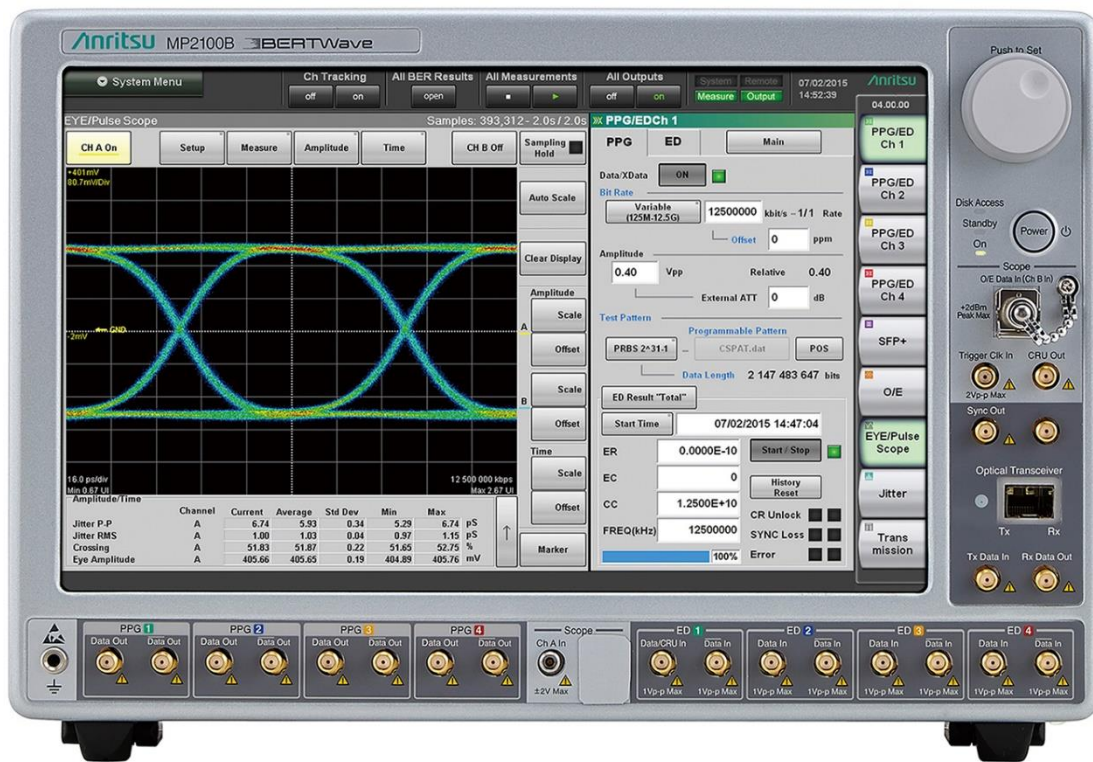 Anritsu MP2100B BERTWave
System Menu
Ch Tracking
off on
All BER Results
open
All Measurements
All Outputs
off on
System Remote
Measure Output
07/02/2015
14:52:39
Anritsu
04.00.00
EYE/Pulse Scope
Samples: 393,312 - 2.0s / 2.0s
CH A On
Setup
Measure
Amplitude
Time
CH B Off
Sampling
Hold
+401mV
80.7mV/Div
GND
-2mV
16.0 ps/div
Min 0.67 UI
12 500 000 kbps
Max 2.67 UI
Auto Scale
Clear Display
Amplitude
A
Scale
Offset
B
Scale
Offset
Time
Scale
Offset
Marker
Amplitude/Time
Channel Current Average Std Dev Min Max
Jitter P-P A 6.74 5.93 0.34 5.29 6.74 pS
Jitter RMS A 1.00 1.03 0.04 0.97 1.15 pS
Crossing A 51.83 51.87 0.22 51.65 52.75 %
Eye Amplitude A 405.66 405.65 0.19 404.89 405.76 mV
PPG/EDCh 1
PPG ED Main
Data/XData ON
Bit Rate
Variable
(125M-12.5G)
12500000 kbit/s - 1/1 Rate
Offset 0 ppm
Amplitude
0.40 Vpp Relative 0.40
External ATT 0 dB
Test Pattern
Programmable Pattern
PRBS 2^31-1 CSPAT.dat POS
Data Length 2 147 483 647 bits
ED Result "Total"
Start Time 07/02/2015 14:47:04
ER 0.0000E-10 Start / Stop
EC 0
History
Reset
CC 1.2500E+10
CR Unlock
FREQ(kHz) 12500000
SYNC Loss
100%
Error
PPG/ED
Ch 1
PPG/ED
Ch 2
PPG/ED
Ch 3
PPG/ED
Ch 4
SFP+
O/E
EYE/Pulse
Scope
Jitter
Trans
mission
Push to Set
Disk Access
Standby
On
Power
Scope
O/E Data In (Ch B In)
+2dBm
Peak Max
Trigger Clk In
CRU Out
2Vp-p Max
Sync Out
Optical Transceiver
Tx Rx
Tx Data In
Rx Data Out
PPG 1
Data Out Data Out
PPG 2
Data Out Data Out
PPG 3
Data Out Data Out
PPG 4
Data Out Data Out
Scope
Ch A In
±2V Max
ED 1
Data/CRU In Data In
1Vp-p Max 1Vp-p Max
ED 2
Data In Data In
1Vp-p Max 1Vp-p Max
ED 3
Data In Data In
1Vp-p Max 1Vp-p Max
ED 4
Data In Data In
1Vp-p Max 1Vp-p Max